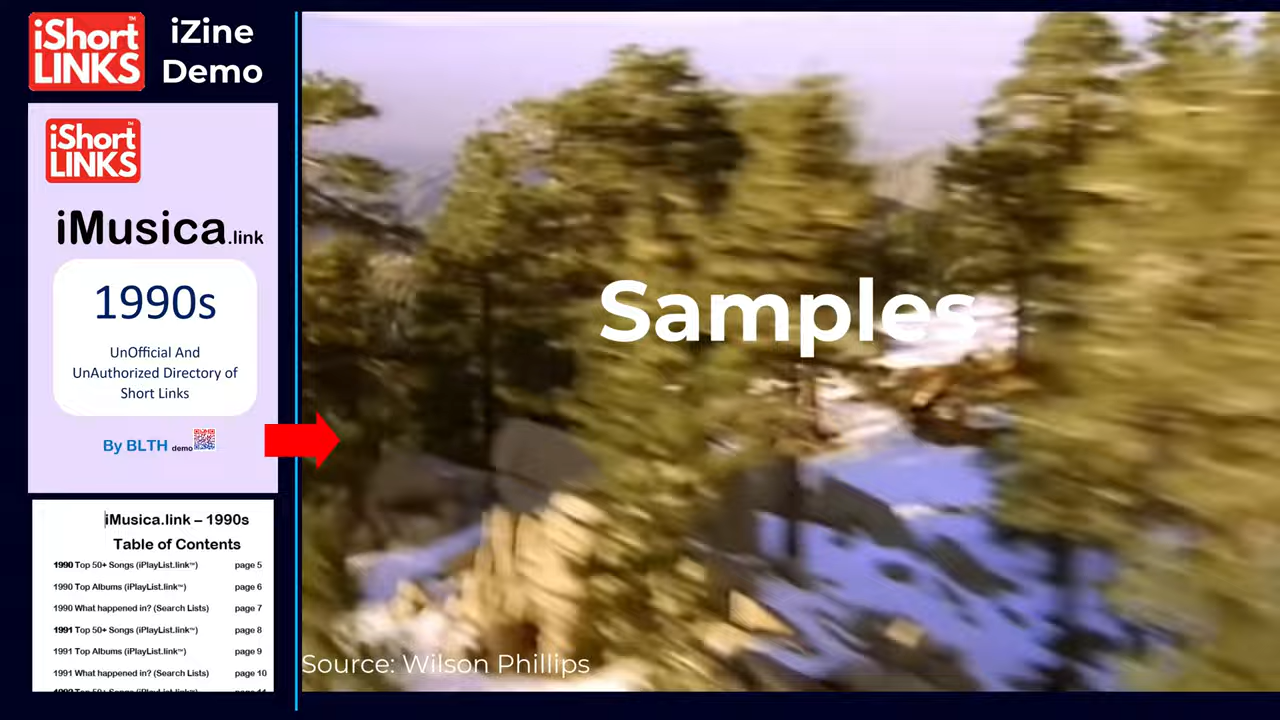 iShort™
LINKS
iZine
Demo
iShort™
LINKS
iMusica.link
1990s
UnOfficial And
UnAuthorized Directory of
Short Links
By BLTH demo
iMusica.link – 1990s
Table of Contents
1990 Top 50+ Songs (iPlayList.link™) page 5
1990 Top Albums (iPlayList.link™) page 6
1990 What happened in? (Search Lists) page 7
1991 Top 50+ Songs (iPlayList.link™) page 8
1991 Top Albums (iPlayList.link™) page 9
1991 What happened in? (Search Lists) page 10
Samples
Source: Wilson Phillips